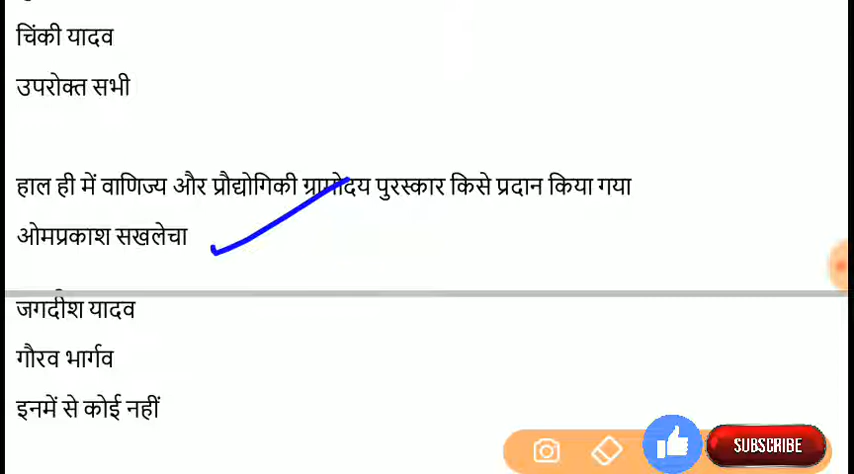 चिंकी यादव
उपरोक्त सभी
हाल ही में वाणिज्य और प्रौद्योगिकी ग्रामोदय पुरस्कार किसे प्रदान किया गया
ओमप्रकाश सखलेचा
जगदीश यादव
गौरव भार्गव
इनमें से कोई नहीं
SUBSCRIBE